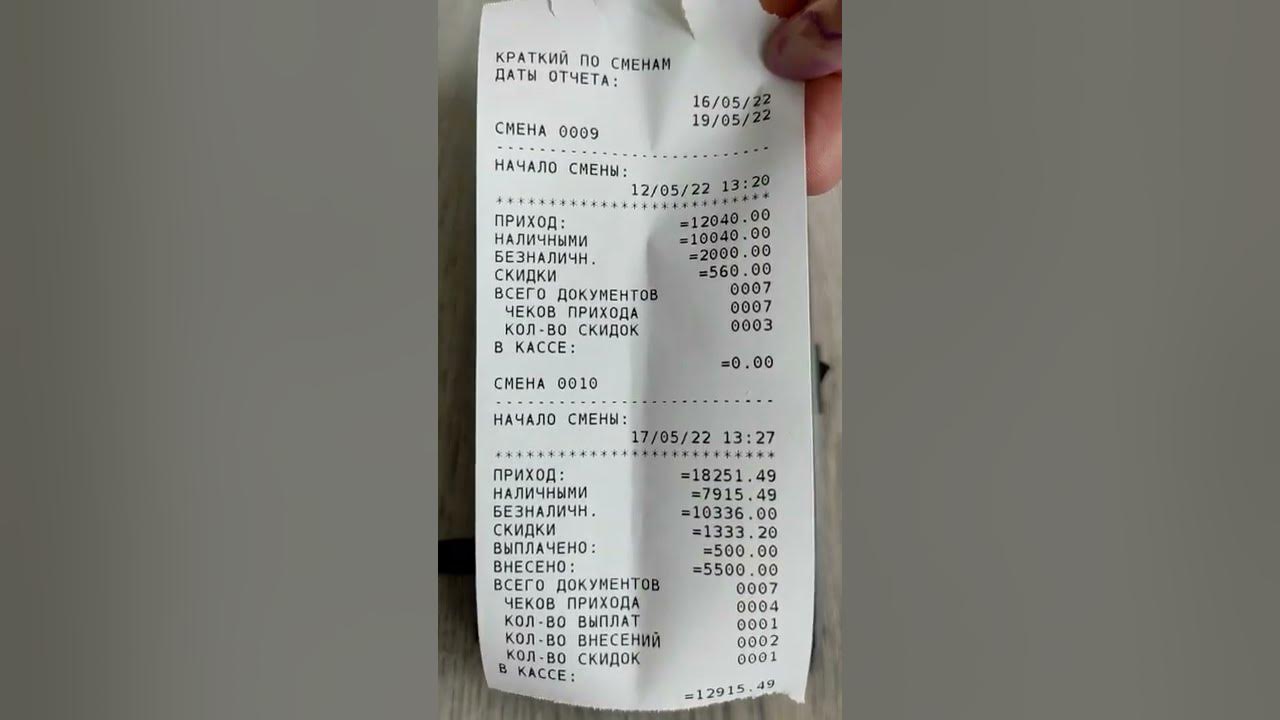 КРАТКИЙ ПО СМЕНАМ
ДАТЫ ОТЧЕТА:
16/05/22
19/05/22
СМЕНА 0009
---------------------------
НАЧАЛО СМЕНЫ:
12/05/22 13:20
***************************
ПРИХОД: =12040.00
НАЛИЧНЫМИ =10040.00
БЕЗНАЛИЧН. =2000.00
СКИДКИ =560.00
ВСЕГО ДОКУМЕНТОВ 0007
ЧЕКОВ ПРИХОДА 0007
КОЛ-ВО СКИДОК 0003
В КАССЕ:
=0.00
СМЕНА 0010
---------------------------
НАЧАЛО СМЕНЫ:
17/05/22 13:27
***************************
ПРИХОД: =18251.49
НАЛИЧНЫМИ =7915.49
БЕЗНАЛИЧН. =10336.00
СКИДКИ =1333.20
ВЫПЛАЧЕНО: =500.00
ВНЕСЕНО: =5500.00
ВСЕГО ДОКУМЕНТОВ 0007
ЧЕКОВ ПРИХОДА 0004
КОЛ-ВО ВЫПЛАТ 0001
КОЛ-ВО ВНЕСЕНИЙ 0002
КОЛ-ВО СКИДОК 0001
В КАССЕ:
=12915.49